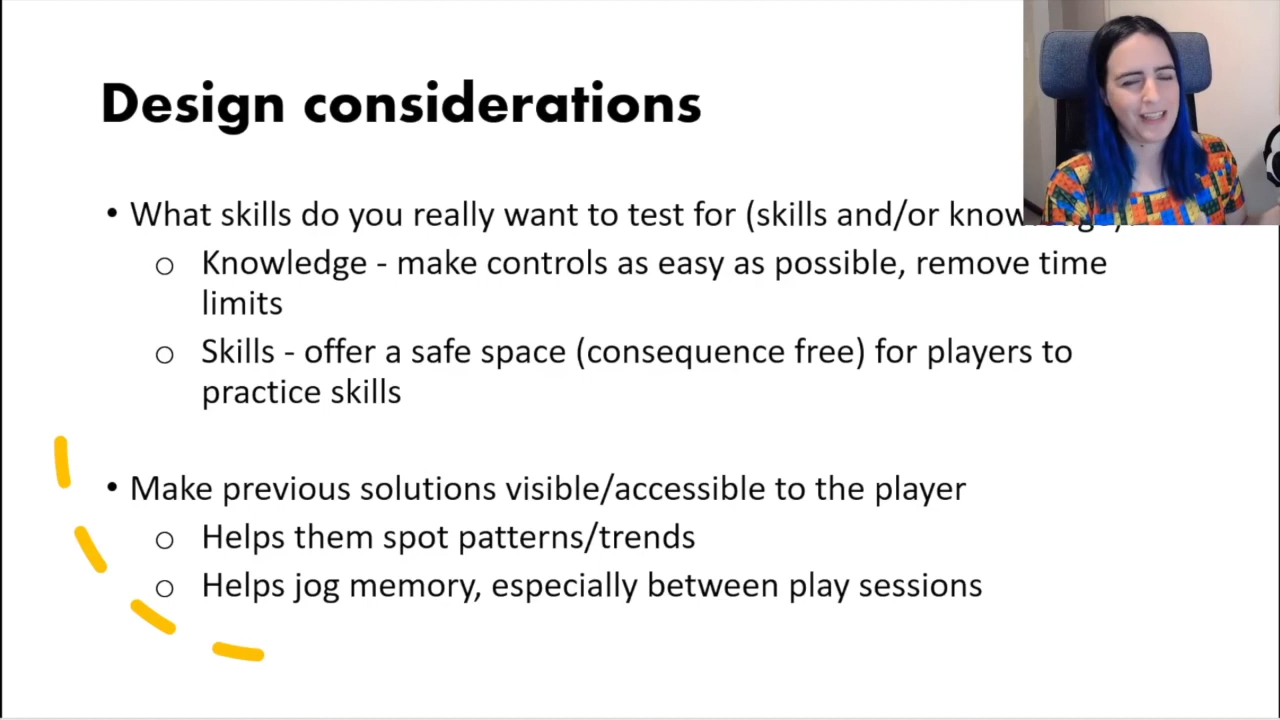 Design considerations
• What skills do you really want to test for (skills and/or
o Knowledge - make controls as easy as possible, remove time
limits
o Skills - offer a safe space (consequence free) for players to
practice skills
• Make previous solutions visible/accessible to the player
o Helps them spot patterns/trends
o Helps jog memory, especially between play sessions